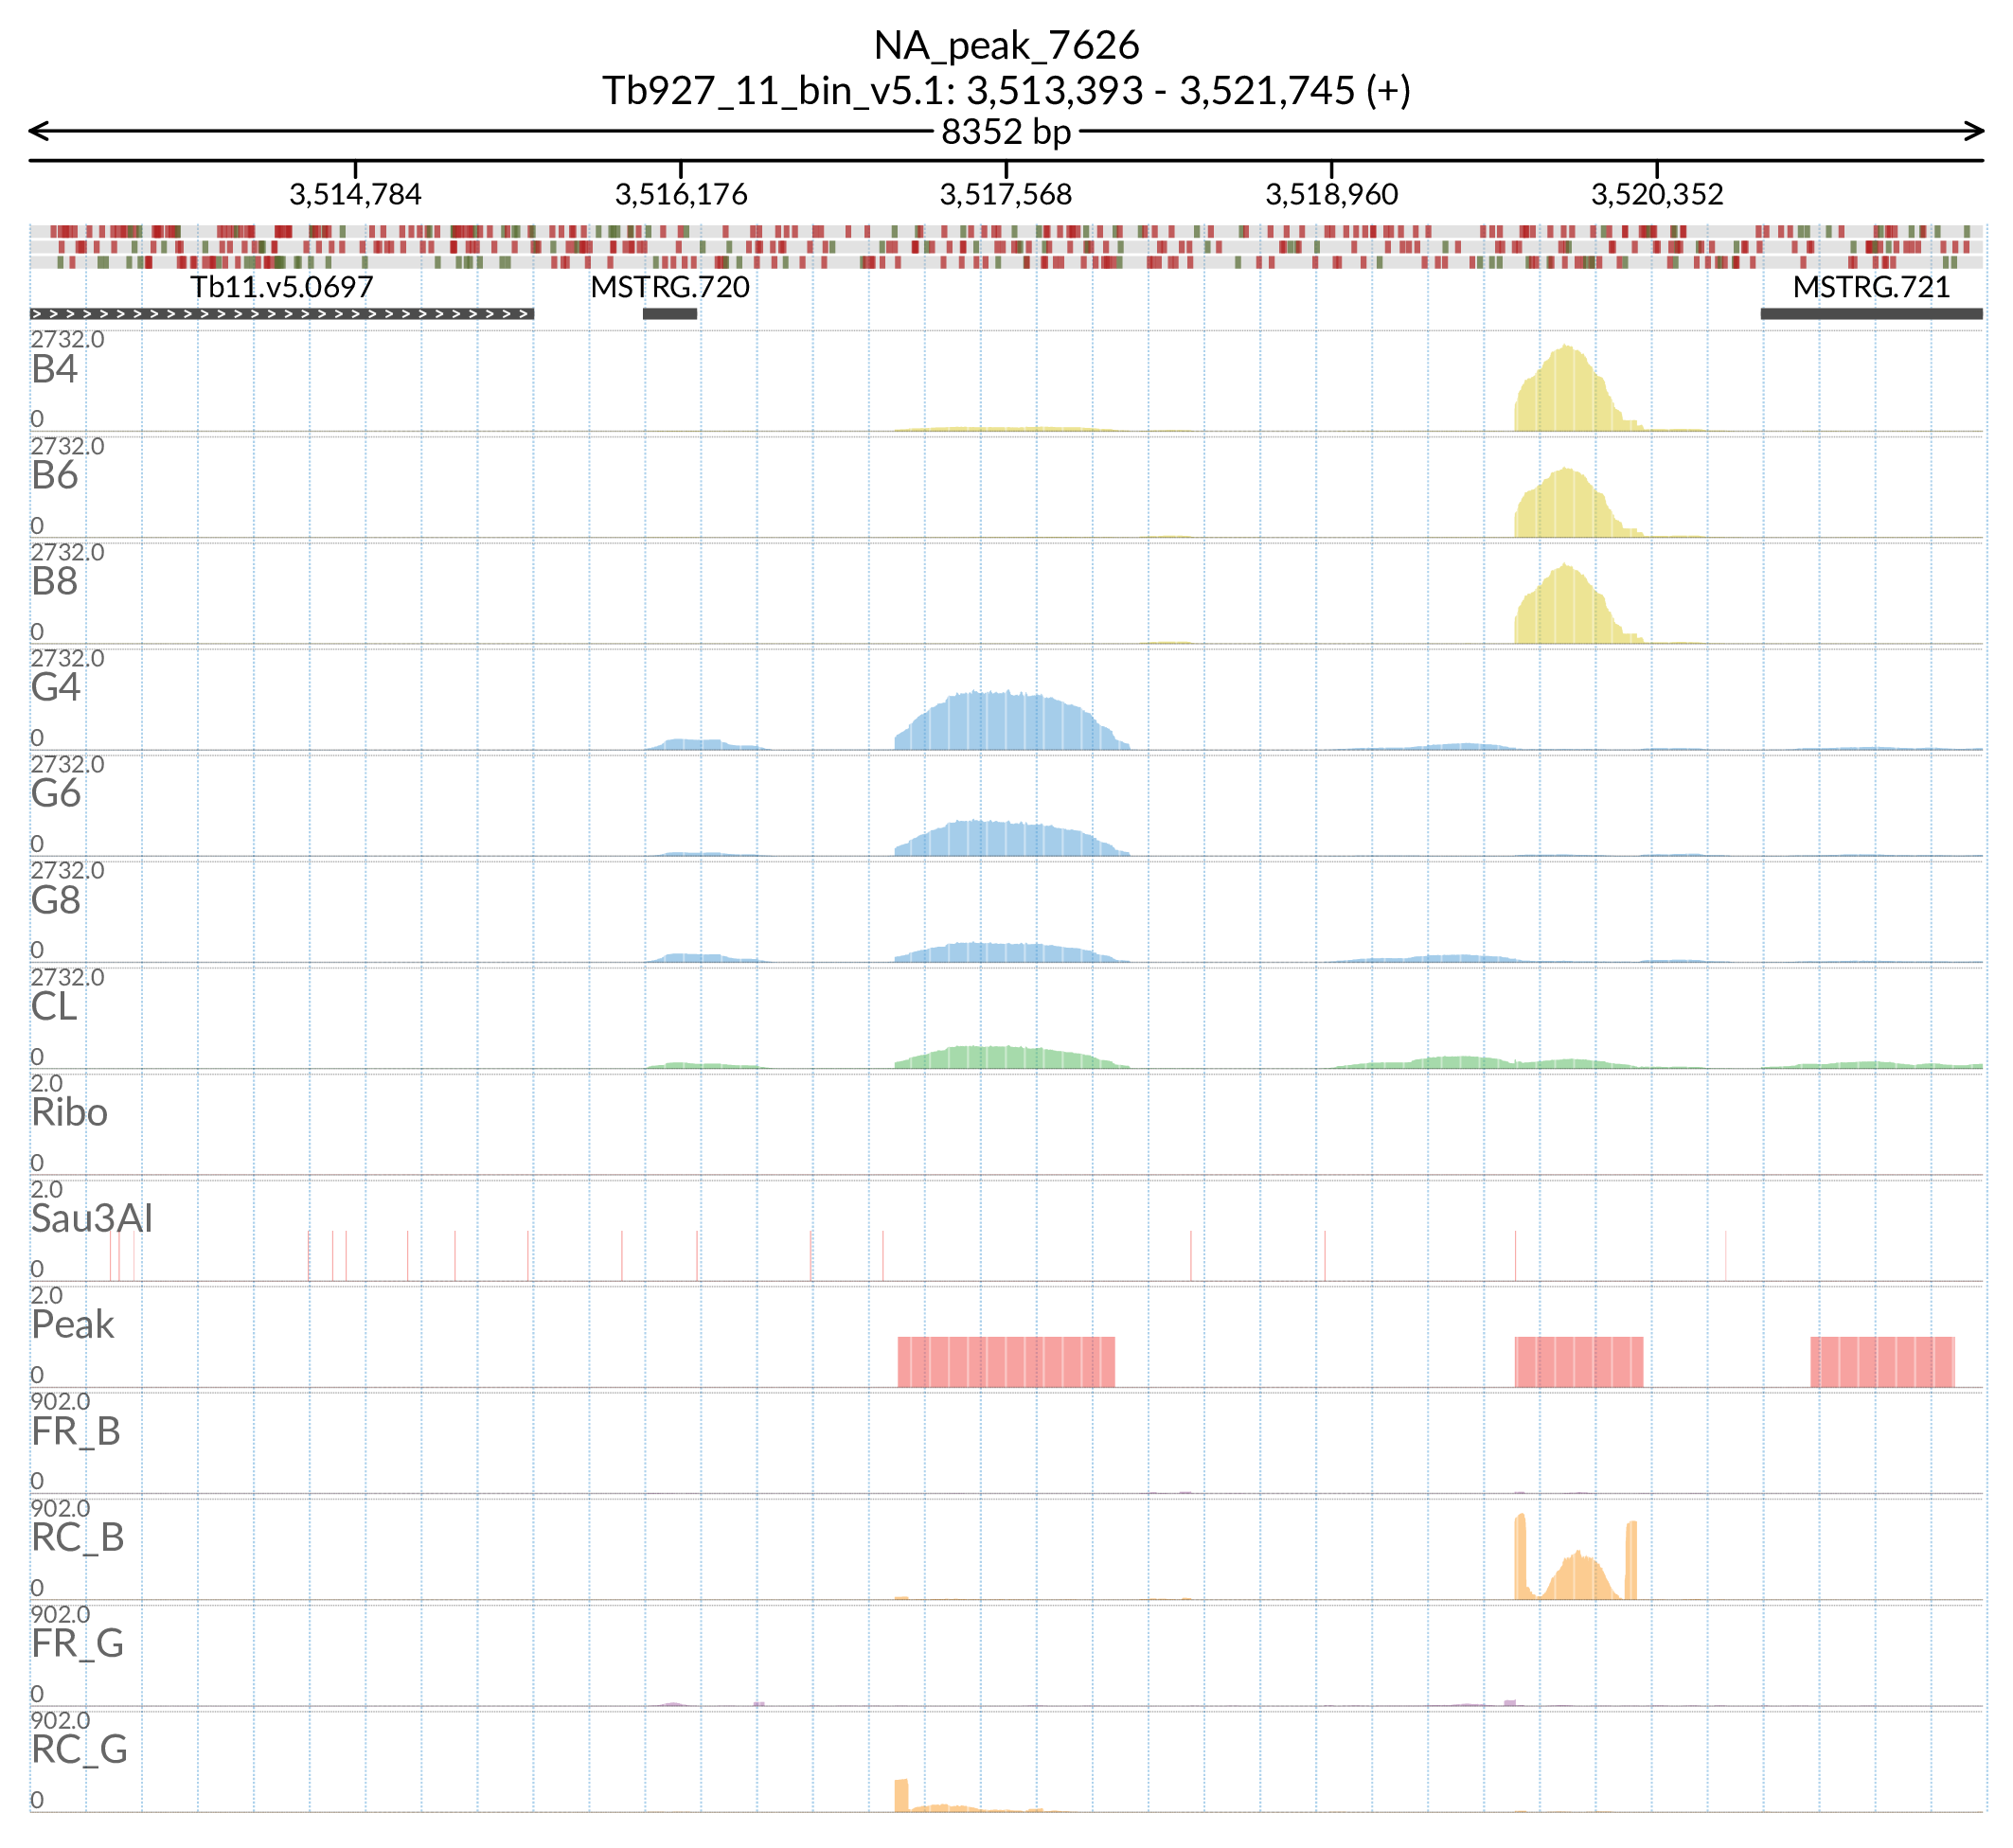 NA_peak_7626
Tb927_11_bin_v5.1: 3,513,393 - 3,521,745 (+)
8352 bp
3,514,784 3,516,176 3,517,568 3,518,960 3,520,352
Tb11.v5.0697 MSTRG.720 MSTRG.721
2732.0
B4
0
2732.0
B6
0
2732.0
B8
0
2732.0
G4
0
2732.0
G6
0
2732.0
G8
0
2732.0
CL
0
2.0
Ribo
0
2.0
Sau3AI
0
2.0
Peak
0
902.0
FR_B
0
902.0
RC_B
0
902.0
FR_G
0
902.0
RC_G
0